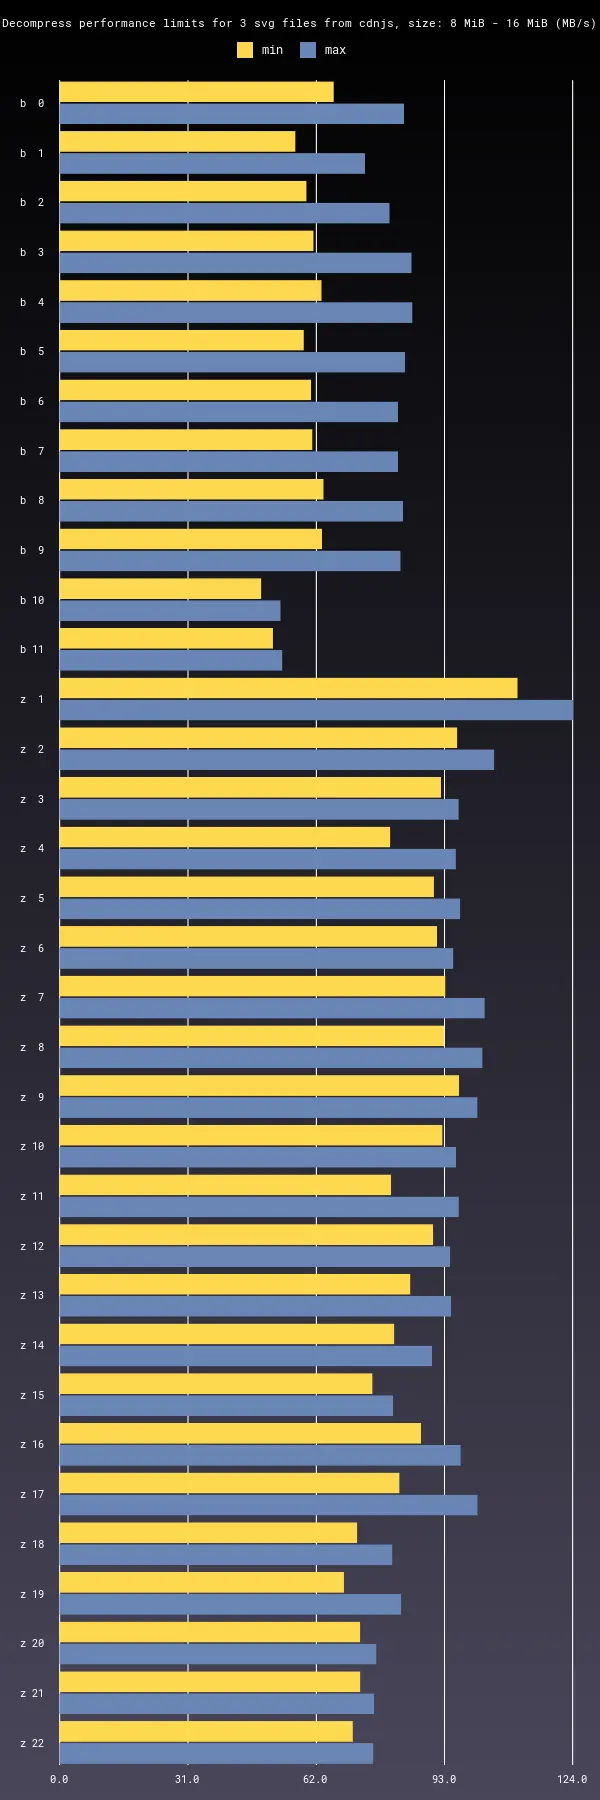 Decompress performance limits for 3 svg files from cdnjs, size: 8 MiB - 16 MiB (MB/s)
min max
b 0
b 1
b 2
b 3
b 4
b 5
b 6
b 7
b 8
b 9
b 10
b 11
z 1
z 2
z 3
z 4
z 5
z 6
z 7
z 8
z 9
z 10
z 11
z 12
z 13
z 14
z 15
z 16
z 17
z 18
z 19
z 20
z 21
z 22
0.0 31.0 62.0 93.0 124.0